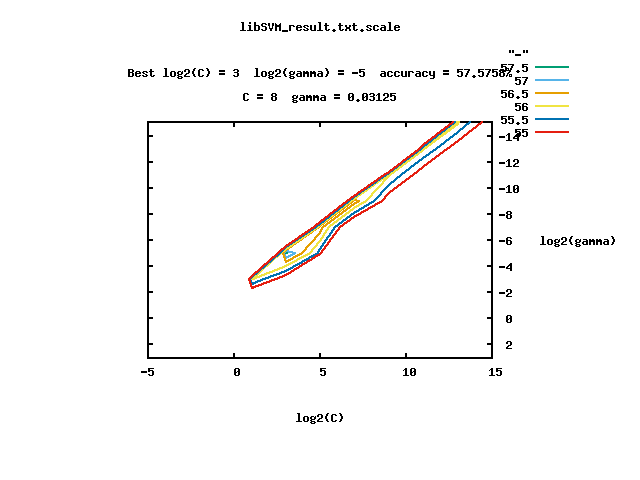 libSVM_result.txt.scale
"-"
Best log2(C) = 3  log2(gamma) = -5  accuracy = 57.5758%
57.5
57
C = 8  gamma = 0.03125
56.5
56
55.5
55
-14
-12
-10
-8
-6
log2(gamma)
-4
-2
0
2
-5 0 5 10 15
log2(C)